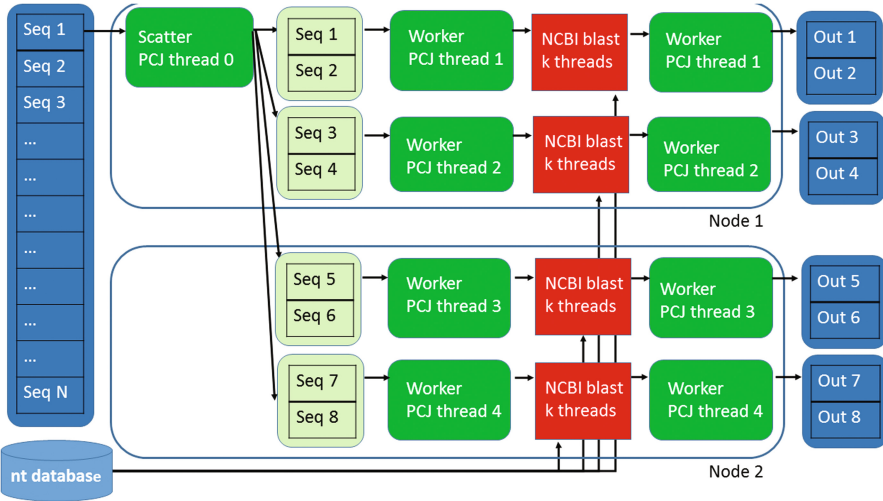 Seq 1
Seq 2
Seq 3
...
...
...
...
...
...
...
Seq N
nt database
Scatter
PCJ thread 0
Seq 1
Seq 2
Worker
PCJ thread 1
NCBI blast
k threads
Worker
PCJ thread 1
Out 1
Out 2
Seq 3
Seq 4
Worker
PCJ thread 2
NCBI blast
k threads
Worker
PCJ thread 2
Out 3
Out 4
Node 1
Seq 5
Seq 6
Worker
PCJ thread 3
NCBI blast
k threads
Worker
PCJ thread 3
Out 5
Out 6
Seq 7
Seq 8
Worker
PCJ thread 4
NCBI blast
k threads
Worker
PCJ thread 4
Out 7
Out 8
Node 2